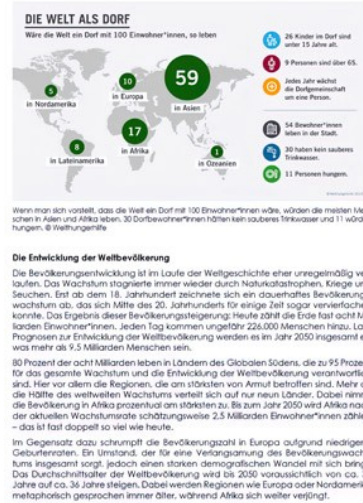 DIE WELT ALS DORF
Wäre die Welt ein Dorf mit 100 Einwohner*innen, so leben
5
in Nordamerika
10
in Europa
59
in Asien
17
in Afrika
8
in Lateinamerika
1
in Ozeanien
26 Kinder im Dorf sind
unter 15 Jahre alt.
9 Personen sind über 65.
Jedes Jahr wächst
die Dorfgemeinschaft
um eine Person.
54 Bewohner*innen
leben in der Stadt.
30 haben kein sauberes
Trinkwasser.
11 Personen hungern.
Wenn man sich vorstellt, dass die Welt ein Dorf mit 100 Einwohner*innen wäre, würden die meisten Me
schen in Asien und Afrika leben. 30 Dorfbewohner*innen hätten kein sauberes Trinkwasser und 11 würd
hungern. © Welthungerhilfe
Die Entwicklung der Weltbevölkerung
Die Bevölkerungsentwicklung ist im Laufe der Weltgeschichte eher unregelmäßig ve
laufen. Das Wachstum stagnierte immer wieder durch Naturkatastrophen, Kriege un
Seuchen. Erst ab dem 18. Jahrhundert zeichnete sich ein dauerhaftes Bevölkerung
wachstum ab, das sich Mitte des 20. Jahrhunderts für einige Zeit sogar vervierfache
konnte. Das Ergebnis dieser Bevölkerungssteigerung: Heute zählt die Erde fast acht M
liarden Einwohner*innen. Jeden Tag kommen ungefähr 226.000 Menschen hinzu. La
Prognosen zur Entwicklung der Weltbevölkerung werden es im Jahr 2050 insgesamt e
was mehr als 9,5 Milliarden Menschen sein.
80 Prozent der acht Milliarden leben in Ländern des Globalen Südens, die zu 95 Proze
für das gesamte Wachstum und die Entwicklung der Weltbevölkerung verantwortlic
sind. Hier vor allem die Regionen, die am stärksten von Armut betroffen sind. Mehr a
die Hälfte des weltweiten Wachstums verteilt sich auf nur neun Länder. Dabei nimm
die Bevölkerung in Afrika prozentual am stärksten zu. Bis zum Jahr 2050 wird Afrika nac
der aktuellen Wachstumsrate schätzungsweise 2,5 Milliarden Einwohner*innen zähle
– das ist fast doppelt so viel wie heute.
Im Gegensatz dazu schrumpft die Bevölkerungszahl in Europa aufgrund niedriger
Geburtenraten. Ein Umstand, der für eine Verlangsamung des Bevölkerungswach
tums insgesamt sorgt, jedoch einen starken demografischen Wandel mit sich bring
Das Durchschnittsalter der Weltbevölkerung wird bis 2050 voraussichtlich von ca.
Jahre auf ca. 36 Jahre steigen. Dabei werden Regionen wie Europa oder Nordamer
metaphorisch gesprochen immer älter, während Afrika sich weiter verjüngt.